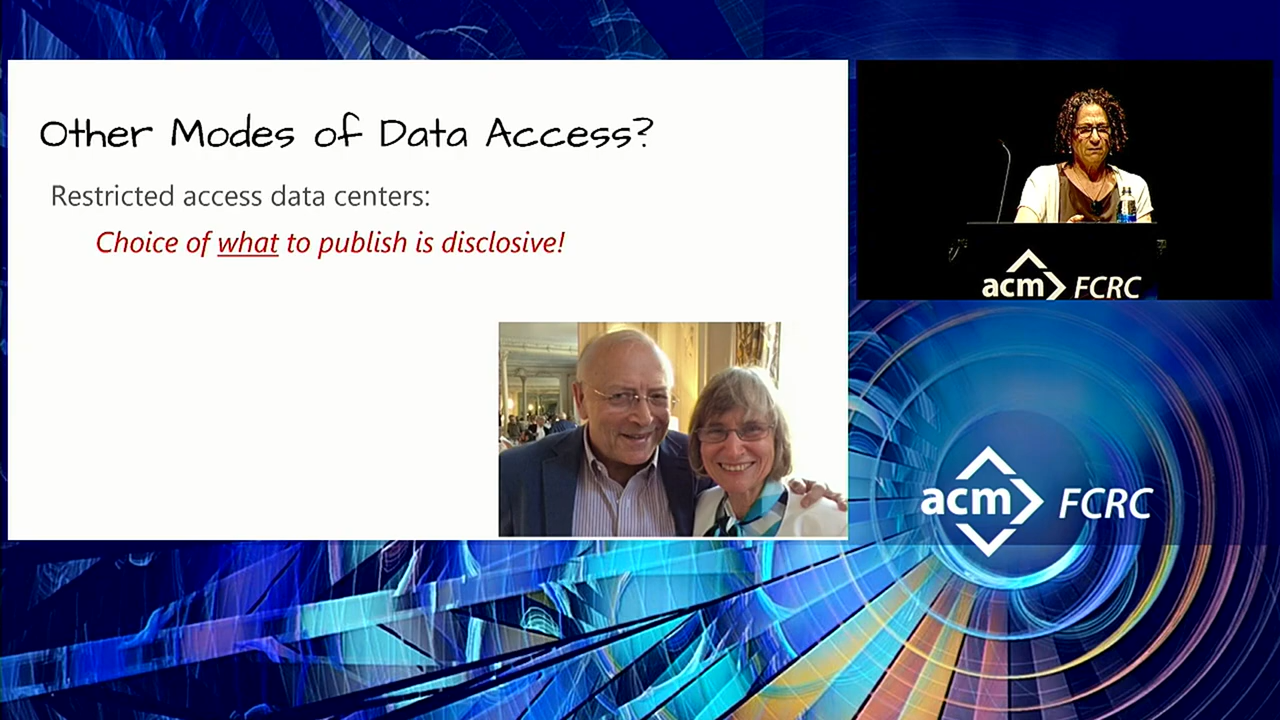 Other Modes of Data Access?
Restricted access data centers:
Choice of what to publish is disclosive!
acm FCRC
acm FCRC